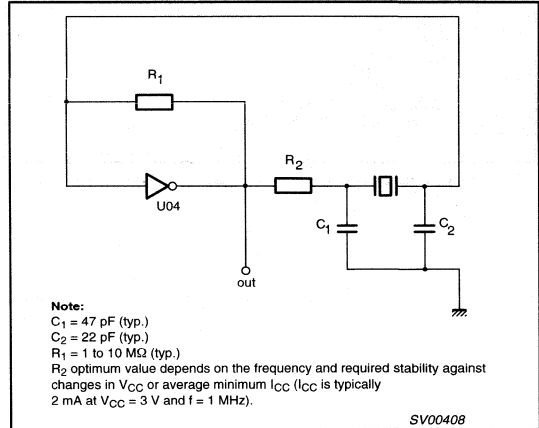 R1
U04
R2
C1
C2
out
Note:
C1 = 47 pF (typ.)
C2 = 22 pF (typ.)
R1 = 1 to 10 MΩ (typ.)
R2 optimum value depends on the frequency and required stability against
changes in VCC or average minimum ICC (ICC is typically
2 mA at VCC = 3 V and f = 1 MHz).
SV00408